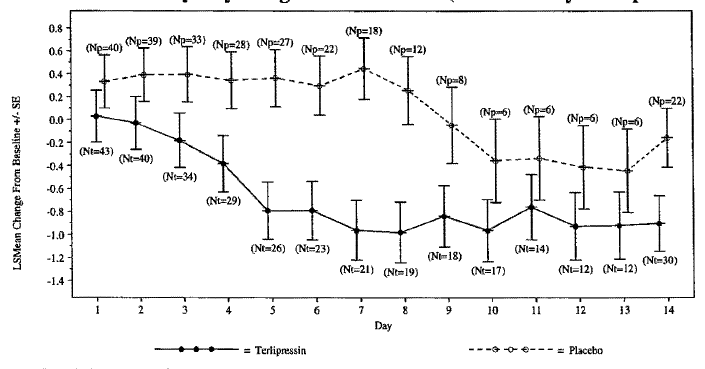 0.8
0.6
0.4
0.2
0.0
-0.2
-0.4
-0.6
-0.8
-1.0
-1.2
-1.4
LSMean Change From Baseline +/- SE
(Np=40)
(Np=39)
(Np=33)
(Np=28)
(Np=27)
(Np=22)
(Np=18)
(Np=12)
(Np=8)
(Np=6)
(Np=6)
(Np=6)
(Np=6)
(Np=22)
(Nt=43)
(Nt=40)
(Nt=34)
(Nt=29)
(Nt=26)
(Nt=23)
(Nt=21)
(Nt=19)
(Nt=18)
(Nt=17)
(Nt=14)
(Nt=12)
(Nt=12)
(Nt=30)
1 2 3 4 5 6 7 8 9 10 11 12 13 14
Day
= Terlipressin
= Placebo